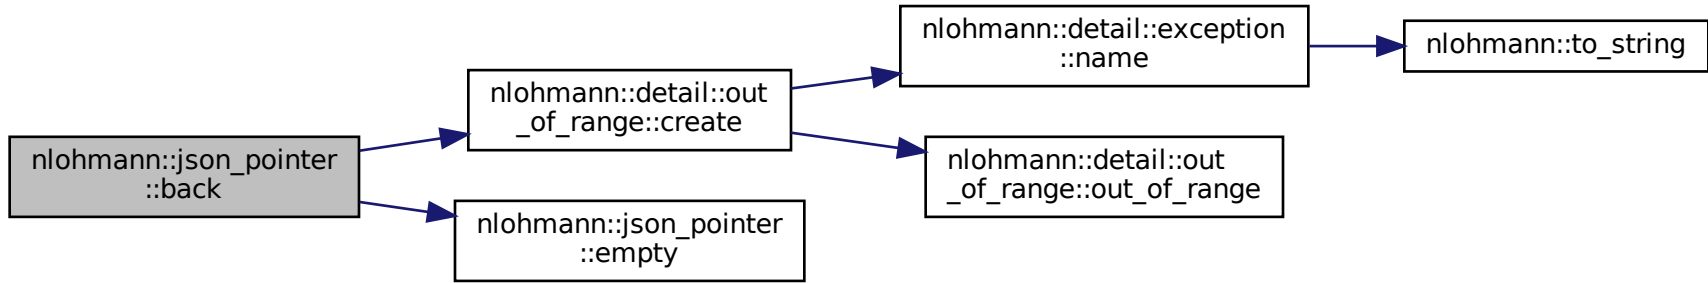 nlohmann::json_pointer
::back
nlohmann::detail::out
_of_range::create
nlohmann::json_pointer
::empty
nlohmann::detail::exception
::name
nlohmann::detail::out
_of_range::out_of_range
nlohmann::to_string